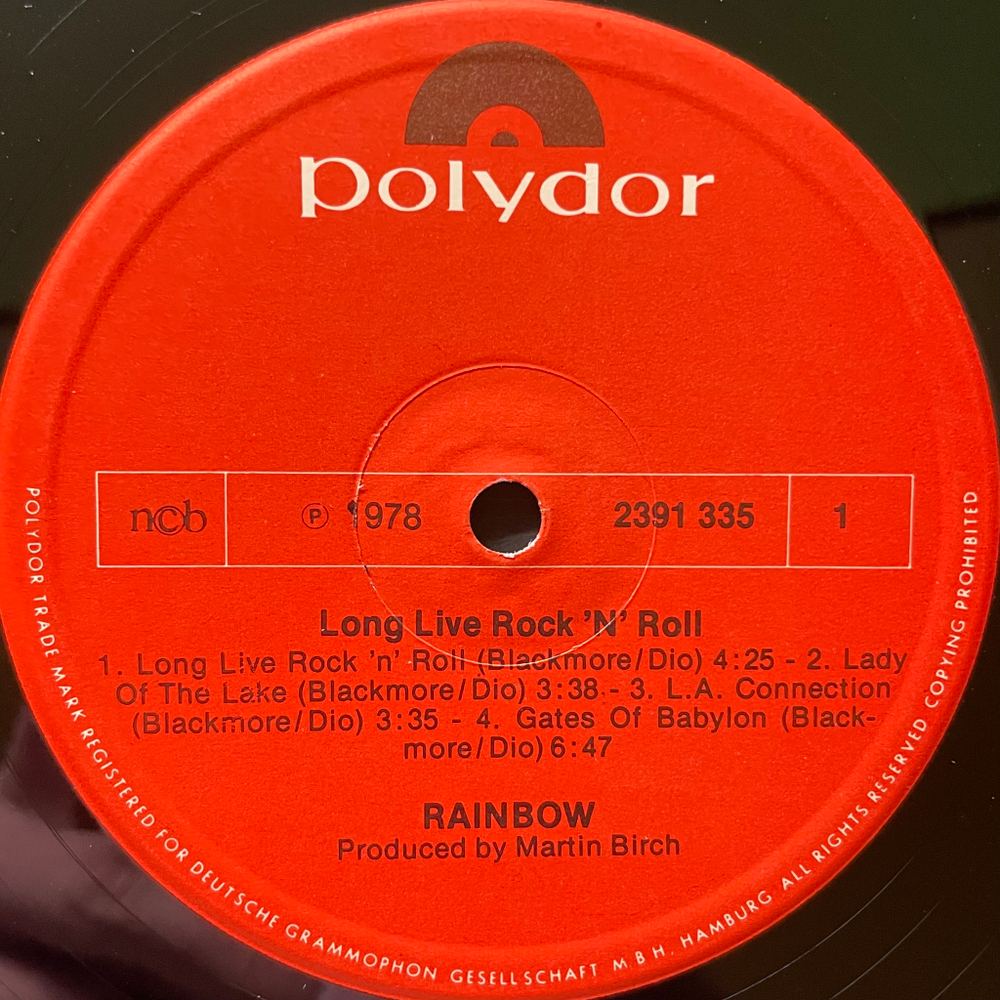 polydor
ncb
℗ 1978
2391 335
1
Long Live Rock 'N' Roll
1. Long Live Rock 'n' Roll (Blackmore/Dio) 4:25 - 2. Lady
Of The Lake (Blackmore/Dio) 3:38 - 3. L.A. Connection
(Blackmore/Dio) 3:35 - 4. Gates Of Babylon (Black-
more/Dio) 6:47
RAINBOW
Produced by Martin Birch
POLYDOR TRADE MARK REGISTERED FOR DEUTSCHE GRAMMOPHON GESELLSCHAFT M B H. HAMBURG ALL RIGHTS RESERVED COPYING PROHIBITED